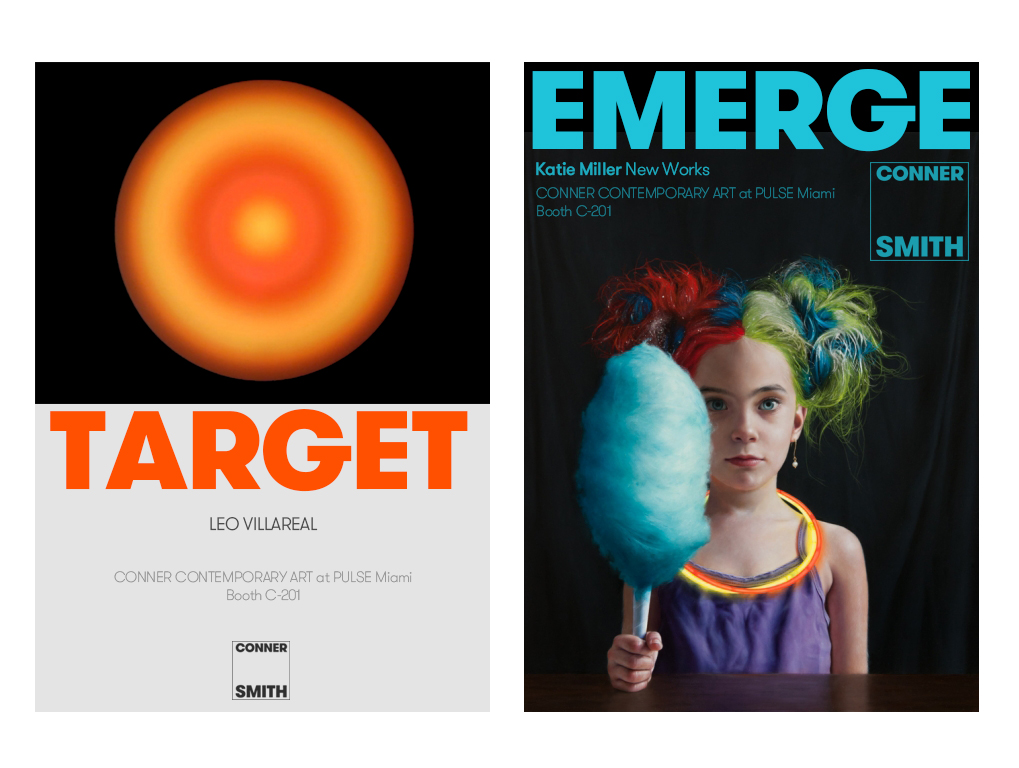 TARGET
LEO VILLAREAL
CONNER CONTEMPORARY ART at PULSE Miami
Booth C-201
CONNER
SMITH
EMERGE
Katie Miller New Works
CONNER CONTEMPORARY ART at PULSE Miami
Booth C-201
CONNER
SMITH